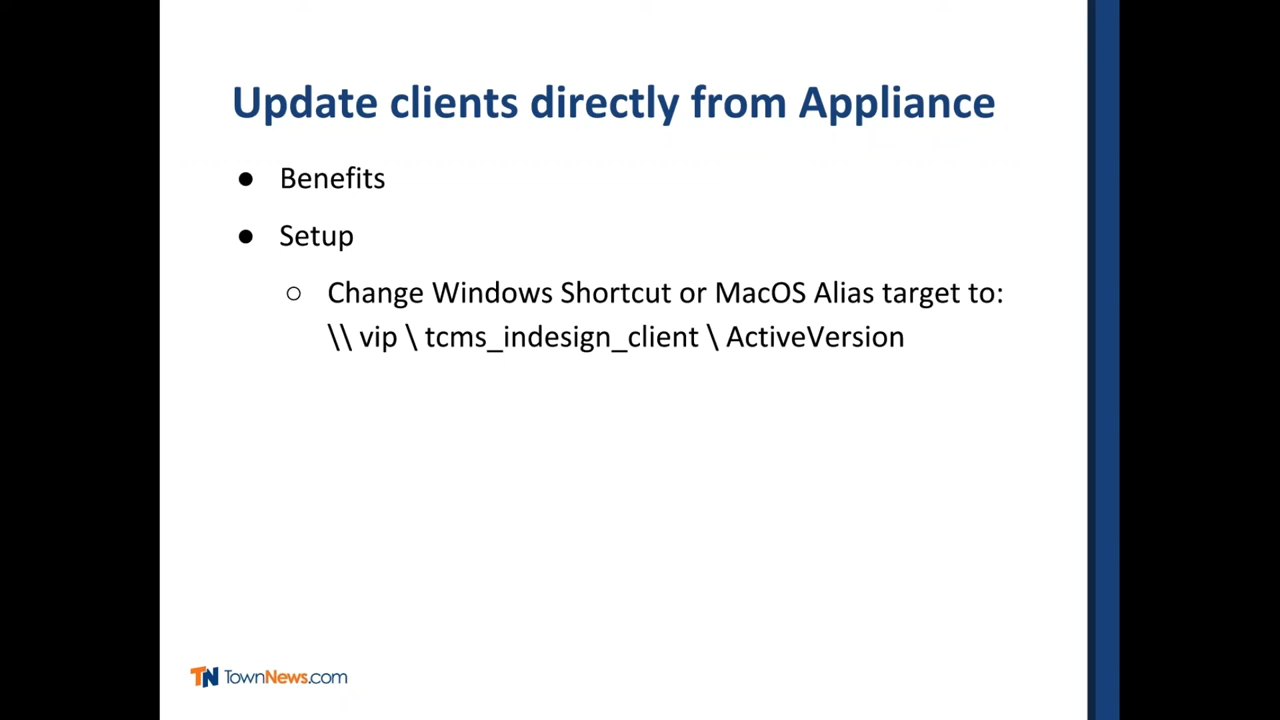 Update clients directly from Appliance
● Benefits
● Setup
○ Change Windows Shortcut or MacOS Alias target to:
\\ vip \ tcms_indesign_client \ ActiveVersion
TN TownNews.com